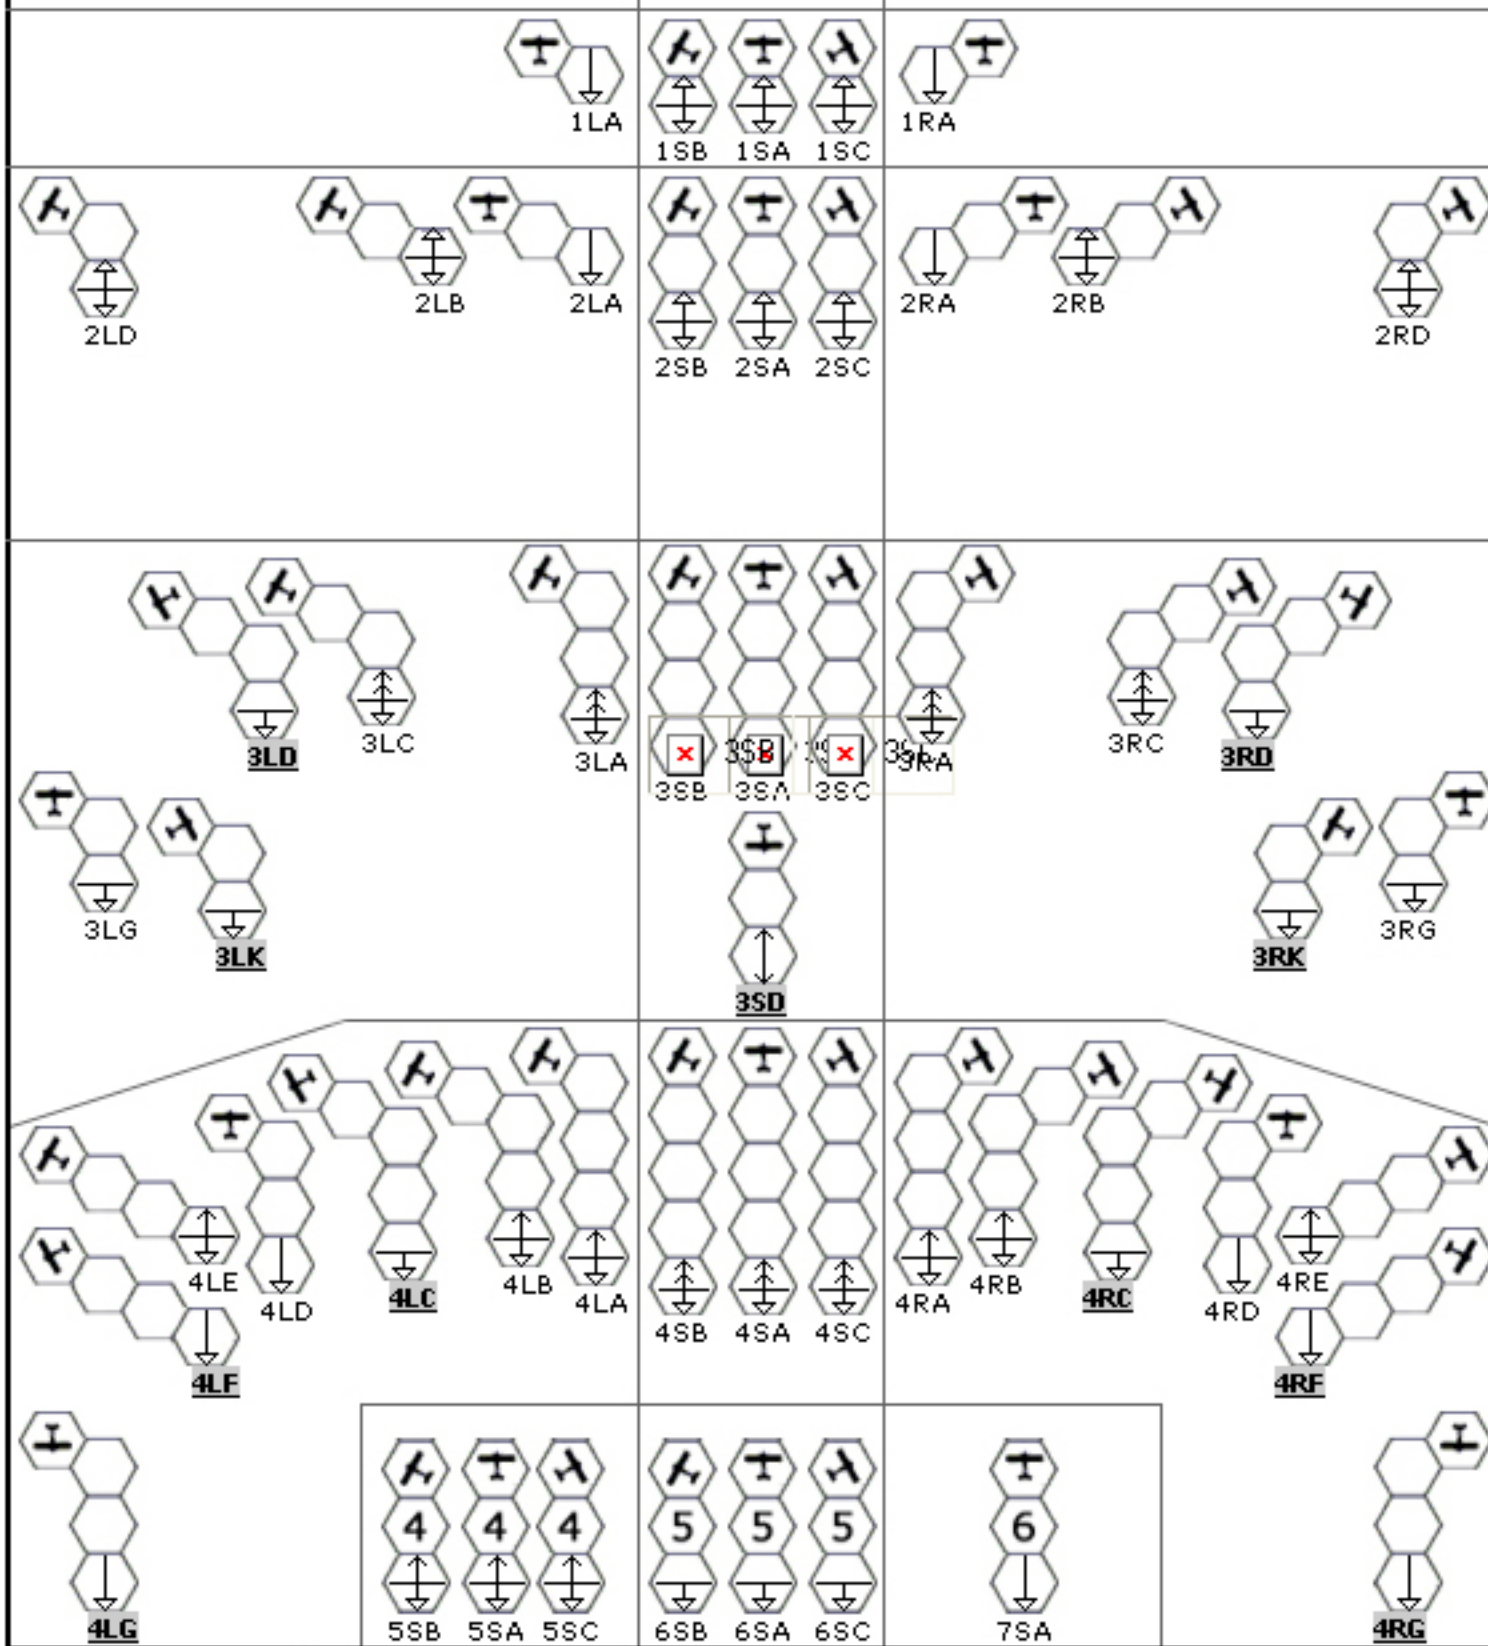 1LA 1RA
1SB 1SA 1SC
2LB 2LA 2RA 2RB
2LD 2RD
2SB 2SA 2SC
3LC 3RC
3LD 3LA 3RA 3RD
3SB 3SA 3SC
3LG 3RG
3LK 3RK
3SD
4LE 4LB 4RB 4RE
4LD 4LC 4LA 4RA 4RC 4RD
4SB 4SA 4SC
4LF 4RF
4 4 4 5 5 5 6
4LG 5SB 5SA 5SC 6SB 6SA 6SC 7SA 4RG